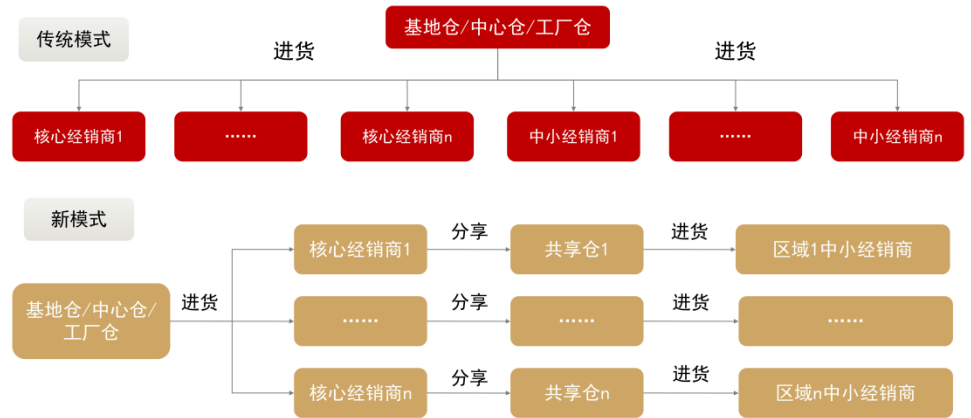 传统模式
基地仓/中心仓/工厂仓
进货
进货
核心经销商1
……
核心经销商n
中小经销商1
……
中小经销商n
新模式
基地仓/中心仓/
工厂仓
进货
核心经销商1
分享
共享仓1
进货
区域1中小经销商
……
分享
……
进货
……
核心经销商n
分享
共享仓n
进货
区域n中小经销商